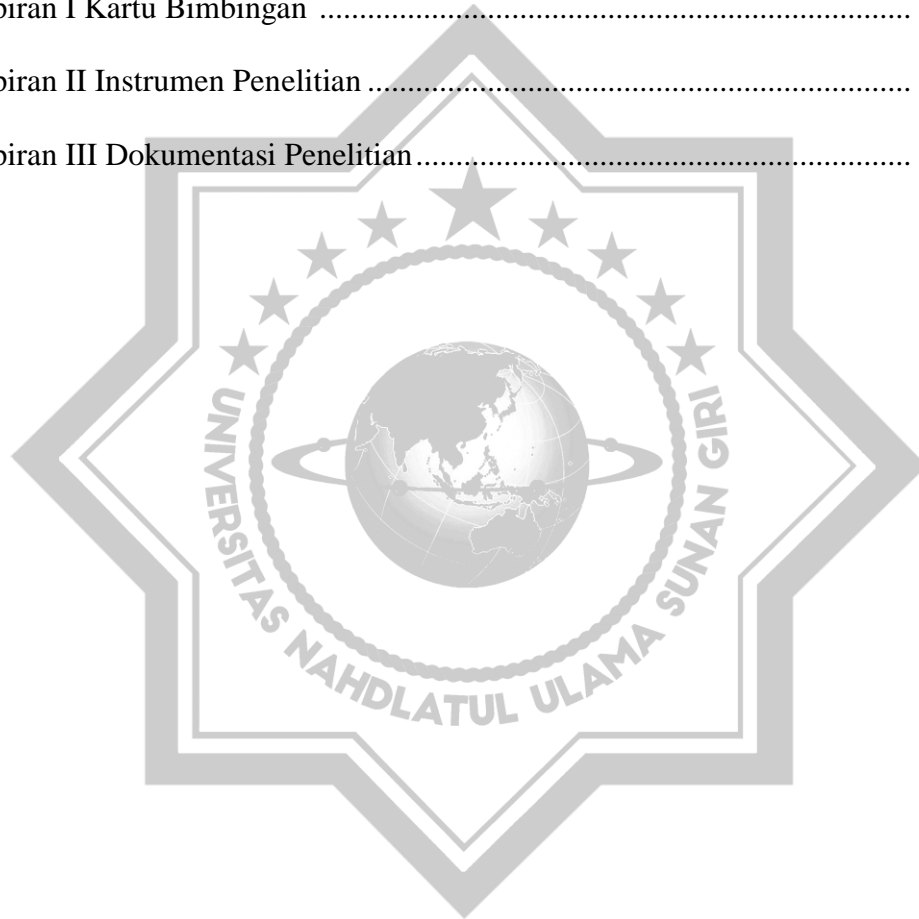 piran I Kartu Bimbingan ........................................................................
piran II Instrumen Penelitian ..................................................................
piran III Dokumentasi Penelitian ............................................................
UNIVERSITAS NAHDLATUL ULAMA SUNAN GIRI